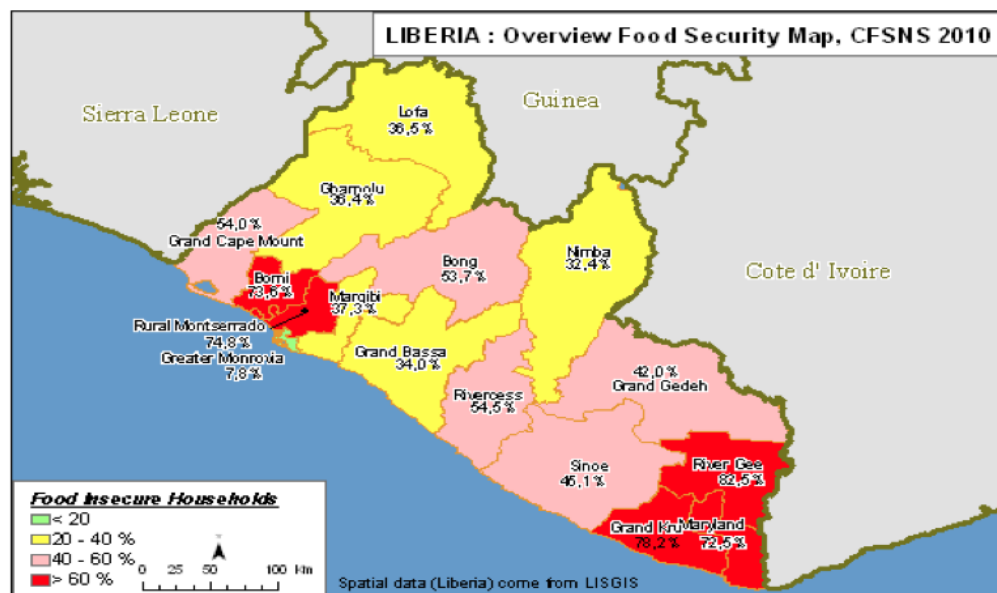 LIBERIA : Overview Food Security Map, CFSNS 2010
Sierra Leone
Guinea
Cote d' Ivoire
Lofa
36,5 %
Gbarpolu
36,4 %
54,0 %
Grand Cape Mount
Bomi
73,6 %
Margibi
37,3 %
Bong
53,7 %
Nimba
32,4 %
Rural Montserrado
74,8 %
Greater Monrovia
7,8 %
Grand Bassa
34,0 %
Rivercess
54,5 %
42,0 %
Grand Gedeh
Sinoe
45,1 %
River Gee
82,5 %
Grand Kru
78,2 %
Maryland
72,5 %
Food Insecure Households
< 20
20 - 40 %
40 - 60 %
> 60 %
0 25 50 100 Km
Spatial data (Liberia) come from LISGIS